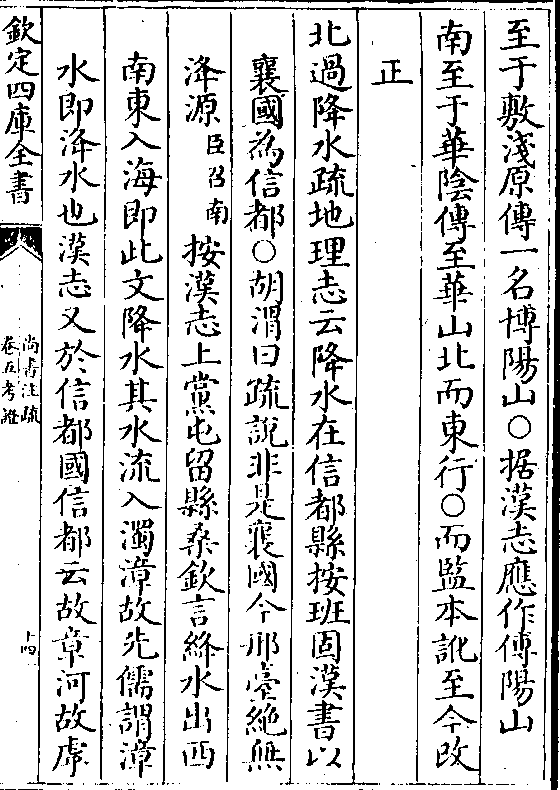 至于敷淺原傳一名博陽山○据漢志應作傅陽山
南至于華陰傳至華山北而東行○而監本訛至今改
正
北過降水疏地理志云降水在信都縣按班固漢書以
襄國為信都○胡渭曰疏說非是襄國今邢臺絶無
洚源臣召南按漢志上黨屯留縣桑欽言絳水出西
南東入海即此文降水其水流入濁漳故先儒謂漳
水即洚水也漢志又於信都國信都云故章河故虖
欽定四庫全書
尚書注疏
卷五考證
十四